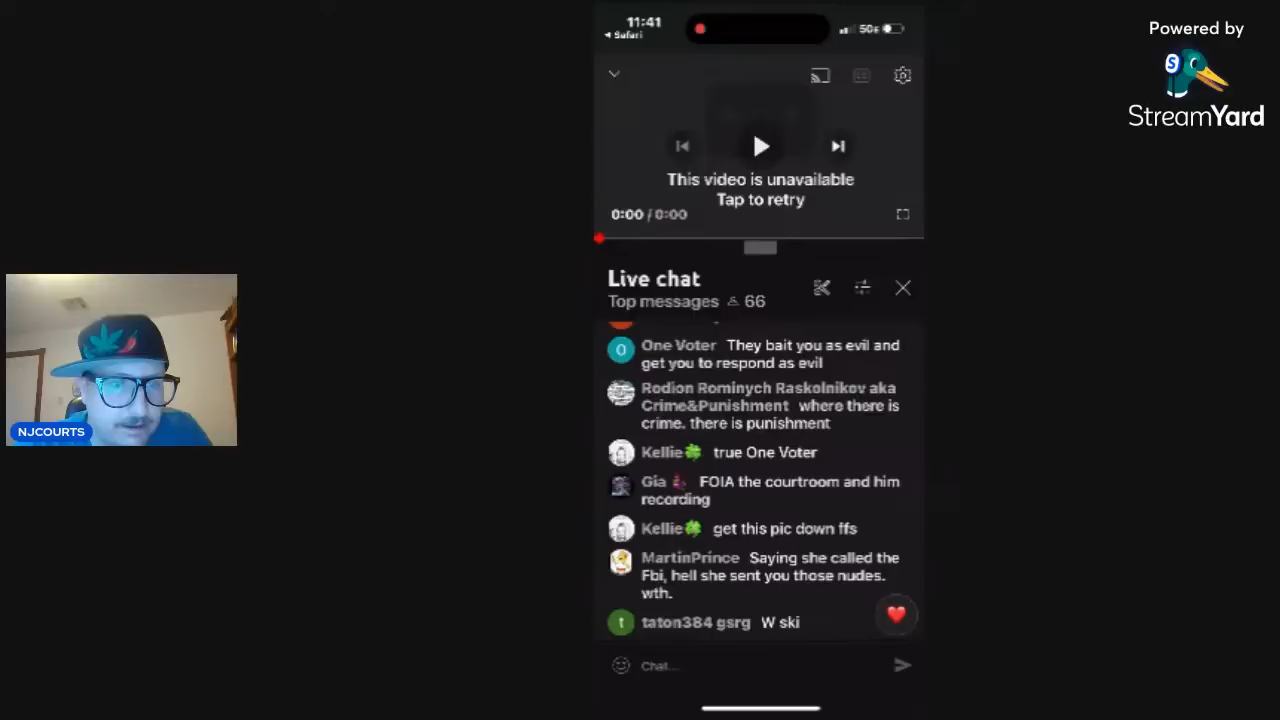 11:41
Safari
50%
Powered by
StreamYard
This video is unavailable
Tap to retry
0:00 / 0:00
Live chat
Top messages 66
One Voter They bait you as evil and
get you to respond as evil
Rodion Rominych Raskolnikov aka
Crime&Punishment where there is
crime. there is punishment
Kellie true One Voter
Gia FOIA the courtroom and him
recording
Kellie get this pic down ffs
MartinPrince Saying she called the
Fbi, hell she sent you those nudes.
wth.
taton384 gsrg W ski
Chat...
NJCOURTS